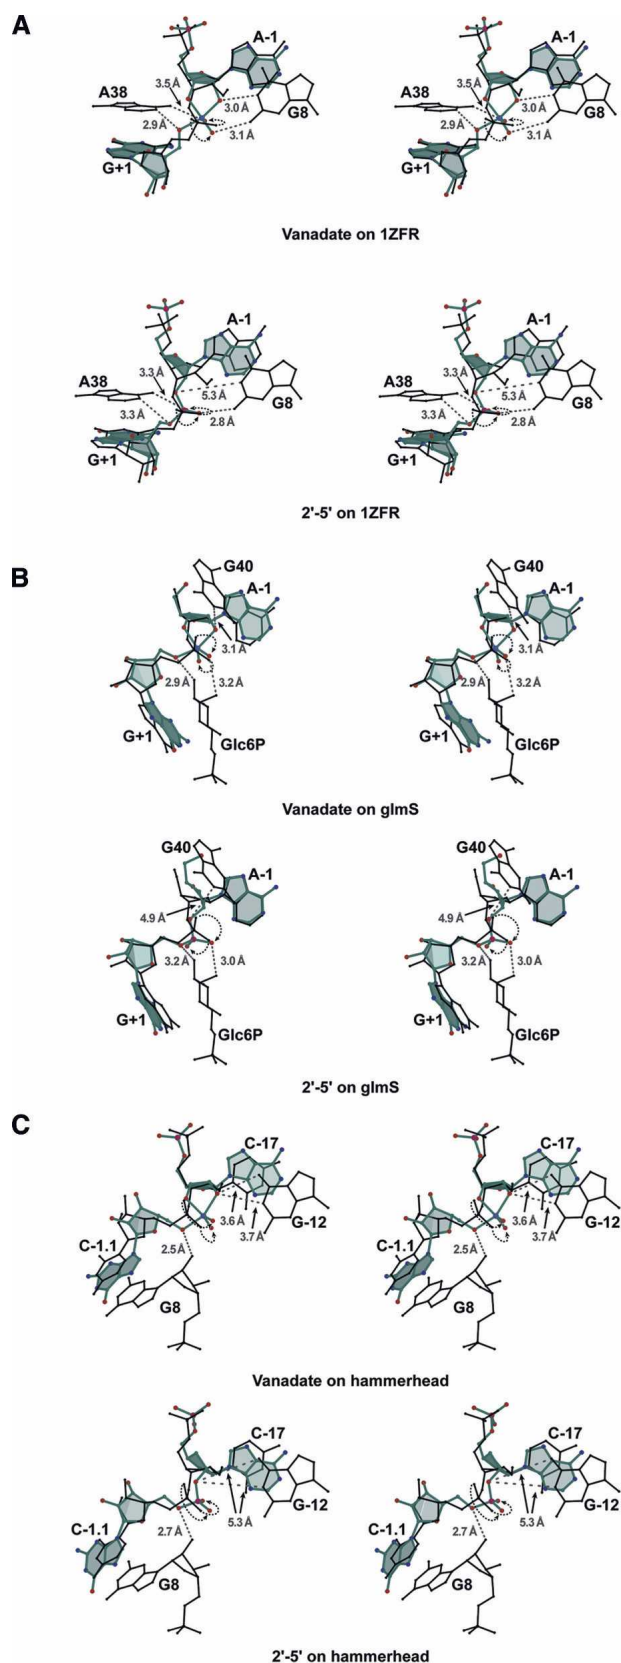 A
A-1 A-1
3.5 Å 3.5 Å
A38 3.0 Å A38 3.0 Å
G8 G8
2.9 Å 3.1 Å 2.9 Å 3.1 Å
G+1 G+1
Vanadate on 1ZFR
A-1 A-1
3.3 Å 3.3 Å
A38 5.3 Å A38 5.3 Å
G8 G8
3.3 Å 2.8 Å 3.3 Å 2.8 Å
G+1 G+1
2'-5' on 1ZFR
B
G40 G40
A-1 A-1
3.1 Å 3.1 Å
2.9 Å 3.2 Å 2.9 Å 3.2 Å
G+1 Glc6P G+1 Glc6P
Vanadate on glmS
G40 G40
A-1 A-1
4.9 Å 4.9 Å
3.2 Å 3.0 Å 3.2 Å 3.0 Å
G+1 Glc6P G+1 Glc6P
2'-5' on glmS
C
C-17 C-17
3.6 Å G-12 3.6 Å G-12
C-1.1 2.5 Å 3.7 Å C-1.1 2.5 Å 3.7 Å
G8 G8
Vanadate on hammerhead
C-17 C-17
G-12 G-12
C-1.1 2.7 Å 5.3 Å C-1.1 2.7 Å 5.3 Å
G8 G8
2'-5' on hammerhead